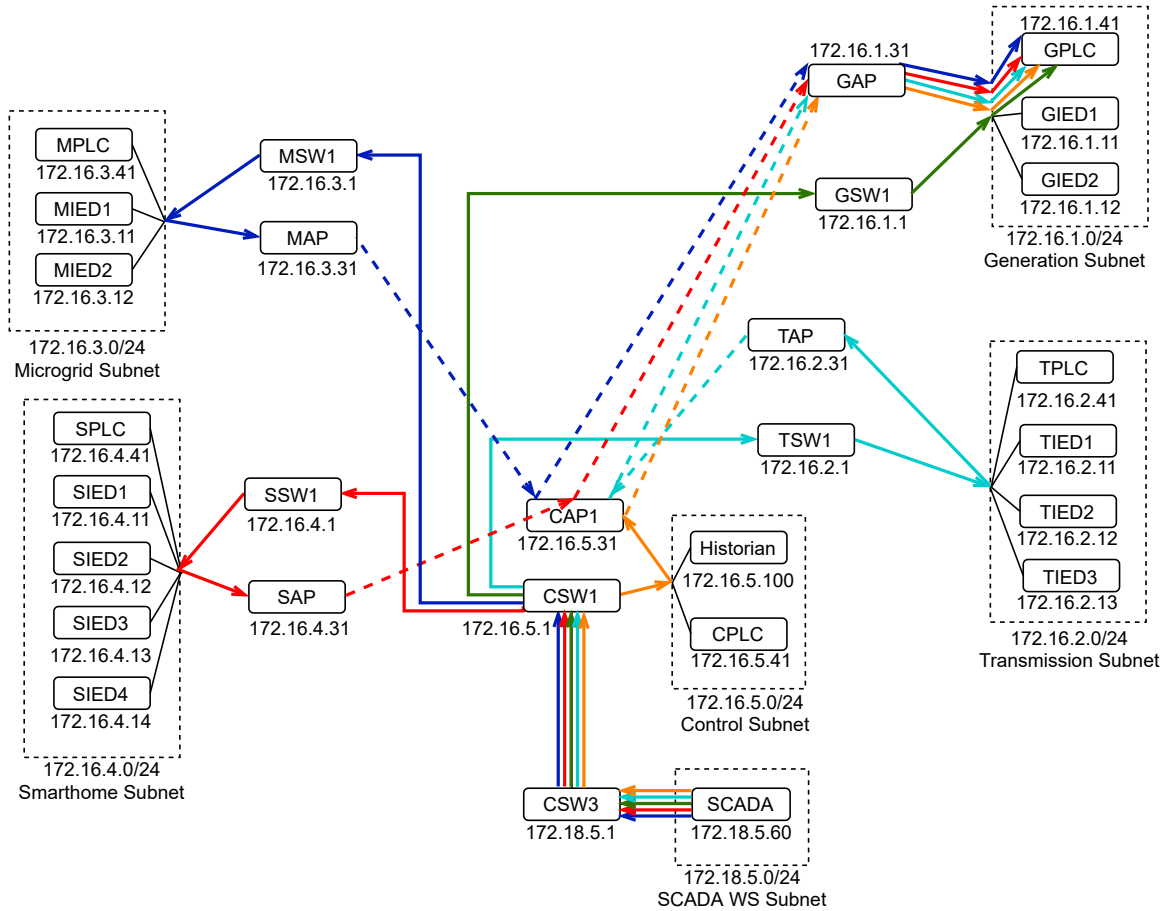 172.16.1.41
GPLC
172.16.1.31
GAP
GIED1
172.16.1.11
GIED2
172.16.1.12
172.16.1.0/24
Generation Subnet
GSW1
172.16.1.1
MPLC
172.16.3.41
MIED1
172.16.3.11
MIED2
172.16.3.12
172.16.3.0/24
Microgrid Subnet
MSW1
172.16.3.1
MAP
172.16.3.31
TAP
172.16.2.31
TSW1
172.16.2.1
TPLC
172.16.2.41
TIED1
172.16.2.11
TIED2
172.16.2.12
TIED3
172.16.2.13
172.16.2.0/24
Transmission Subnet
SPLC
172.16.4.41
SIED1
172.16.4.11
SIED2
172.16.4.12
SIED3
172.16.4.13
SIED4
172.16.4.14
172.16.4.0/24
Smarthome Subnet
SSW1
172.16.4.1
SAP
172.16.4.31
CAP1
172.16.5.31
CSW1
172.16.5.1
Historian
172.16.5.100
CPLC
172.16.5.41
172.16.5.0/24
Control Subnet
CSW3
172.18.5.1
SCADA
172.18.5.60
172.18.5.0/24
SCADA WS Subnet